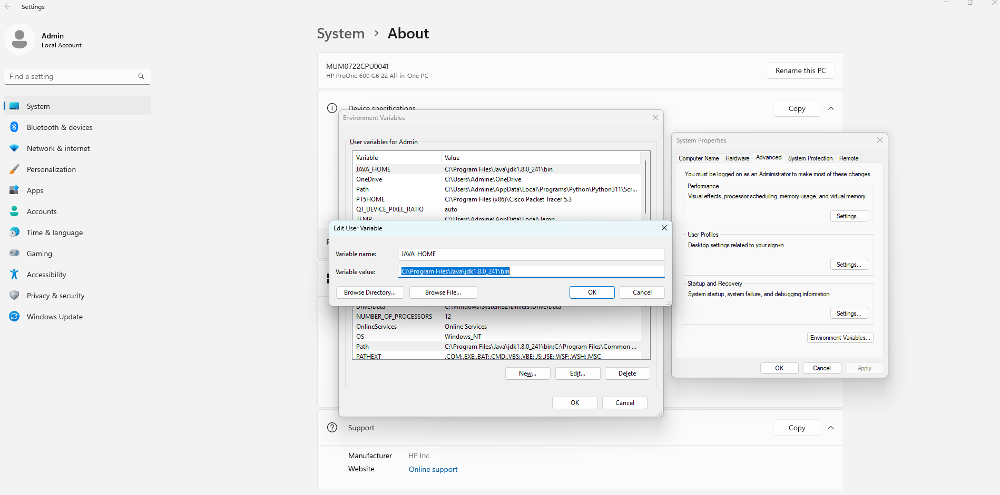 Settings
Admin
Local Account
Find a setting
System
Bluetooth & devices
Network & internet
Personalization
Apps
Accounts
Time & language
Gaming
Accessibility
Privacy & security
Windows Update
System > About
MUM0722CPU0041
HP ProOne 600 G6 22 All-in-One PC
Rename this PC
Device specifications
Copy
Environment Variables
User variables for Admin
Variable Value
JAVA_HOME C:\Program Files\Java\jdk1.8.0_241\bin
OneDrive C:\Users\Admine\OneDrive
Path C:\Users\Admine\AppData\Local\Programs\Python\Python311\Scr...
PT5HOME C:\Program Files (x86)\Cisco Packet Tracer 5.3
QT_DEVICE_PIXEL_RATIO auto
TEMP C:\Users\Admine\AppData\Local\Temp
Edit User Variable
Variable name: JAVA_HOME
Variable value: C:\Program Files\Java\jdk1.8.0_241\bin
Browse Directory... Browse File... OK Cancel
DriverData C:\Windows\System32\Drivers\DriverData
NUMBER_OF_PROCESSORS 12
OnlineServices Online Services
OS Windows_NT
Path C:\Program Files\Java\jdk1.8.0_241\bin;C:\Program Files\Common ...
PATHEXT .COM;.EXE;.BAT;.CMD;.VBS;.VBE;.JS;.JSE;.WSF;.WSH;.MSC
New... Edit... Delete
OK Cancel
System Properties
Computer Name Hardware Advanced System Protection Remote
You must be logged on as an Administrator to make most of these changes.
Performance
Visual effects, processor scheduling, memory usage, and virtual memory
Settings...
User Profiles
Desktop settings related to your sign-in
Settings...
Startup and Recovery
System startup, system failure, and debugging information
Settings...
Environment Variables...
OK Cancel Apply
Support
Copy
Manufacturer HP Inc.
Website Online support